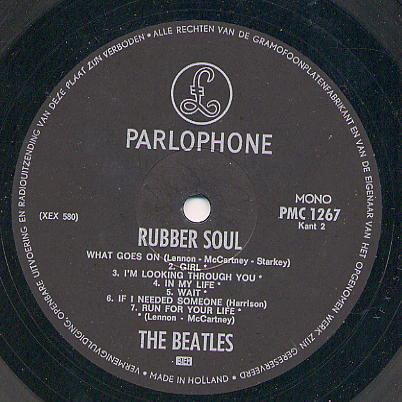 VERMENIGVULDIGING, OPENBARE UITVOERING EN RADIOUITZENDING VAN DEZE PLAAT ZIJN VERBODEN • ALLE RECHTEN VAN DE GRAMOFOONPLATENFABRIKANT EN VAN DE EIGENAAR VAN HET OPGENOMEN WERK ZIJN GERESERVEERD • MADE IN HOLLAND •
£
PARLOPHONE
MONO
(XEX 580)
PMC 1267
Kant 2
RUBBER SOUL
WHAT GOES ON (Lennon - McCartney - Starkey)
2. GIRL *
3. I'M LOOKING THROUGH YOU *
4. IN MY LIFE *
5. WAIT *
6. IF I NEEDED SOMEONE (Harrison)
7. RUN FOR YOUR LIFE *
* (Lennon - McCartney)
THE BEATLES